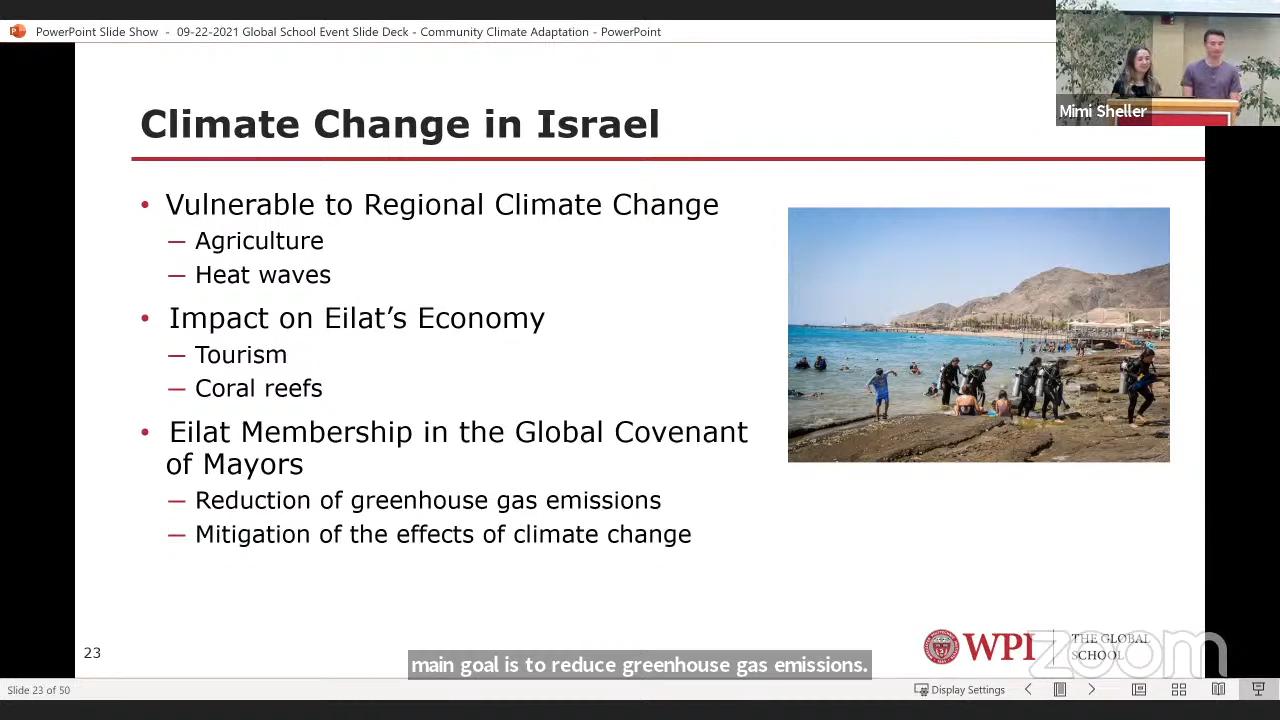 PowerPoint Slide Show - 09-22-2021 Global School Event Slide Deck - Community Climate Adaptation - PowerPoint
Mimi Sheller
Climate Change in Israel
• Vulnerable to Regional Climate Change
— Agriculture
— Heat waves
• Impact on Eilat’s Economy
— Tourism
— Coral reefs
• Eilat Membership in the Global Covenant
of Mayors
— Reduction of greenhouse gas emissions
— Mitigation of the effects of climate change
23
WPI
THE GLOBAL
SCHOOL
zoom
main goal is to reduce greenhouse gas emissions.
Slide 23 of 50
Display Settings